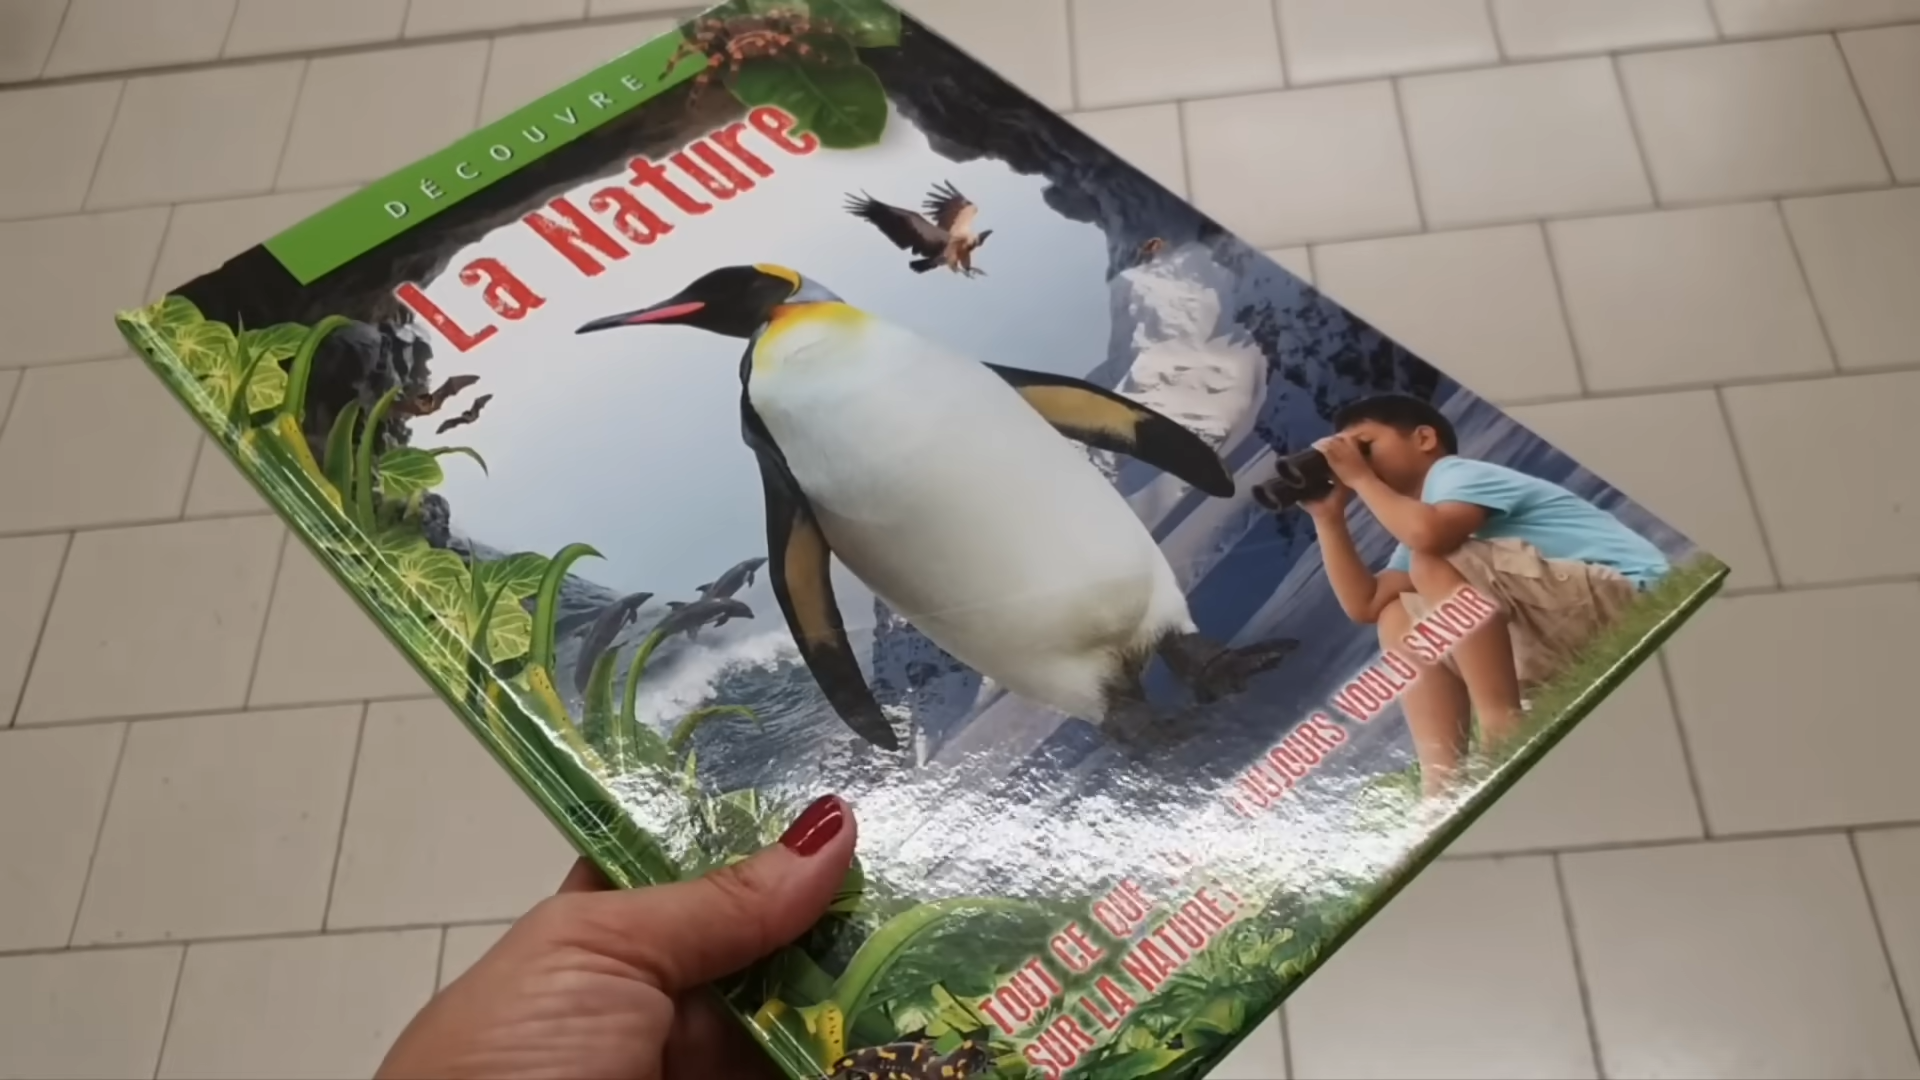 DÉCOUVRE
La Nature
TOUT CE QUE TOUJOURS VOULU SAVOIR
SUR LA NATURE!